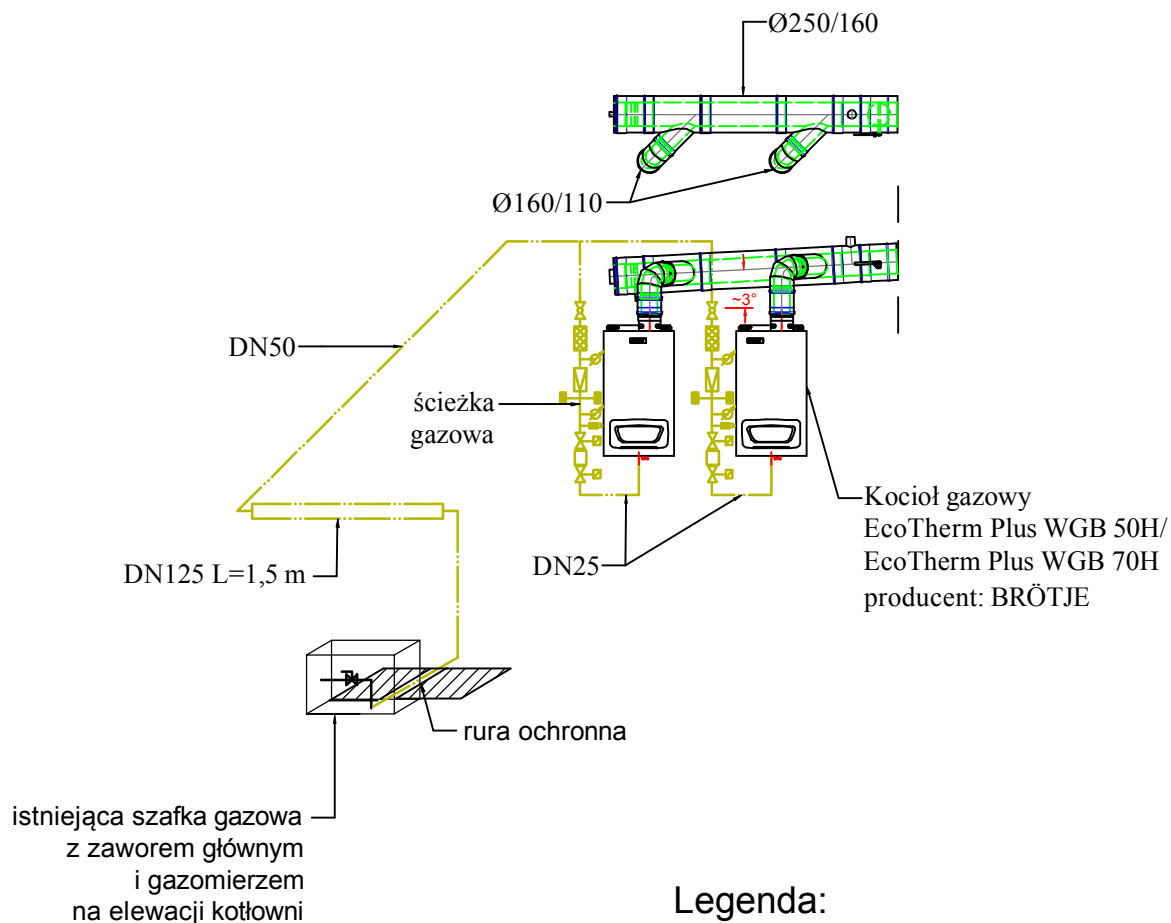 Ø250/160
Ø160/110
DN50
~3°
ścieżka
gazowa
Kocioł gazowy
EcoTherm Plus WGB 50H/
EcoTherm Plus WGB 70H
producent: BRÖTJE
DN25
DN125 L=1,5 m
rura ochronna
istniejąca szafka gazowa
z zaworem głównym
i gazomierzem
na elewacji kotłowni
Legenda: